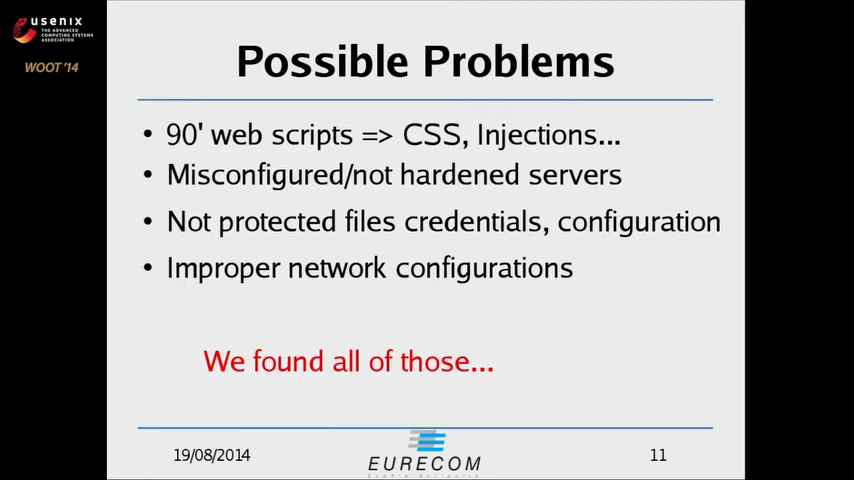 usenix
THE ADVANCED
COMPUTING SYSTEMS
ASSOCIATION
WOOT '14
Possible Problems
• 90' web scripts => CSS, Injections...
• Misconfigured/not hardened servers
• Not protected files credentials, configuration
• Improper network configurations
We found all of those...
19/08/2014
EURECOM
11